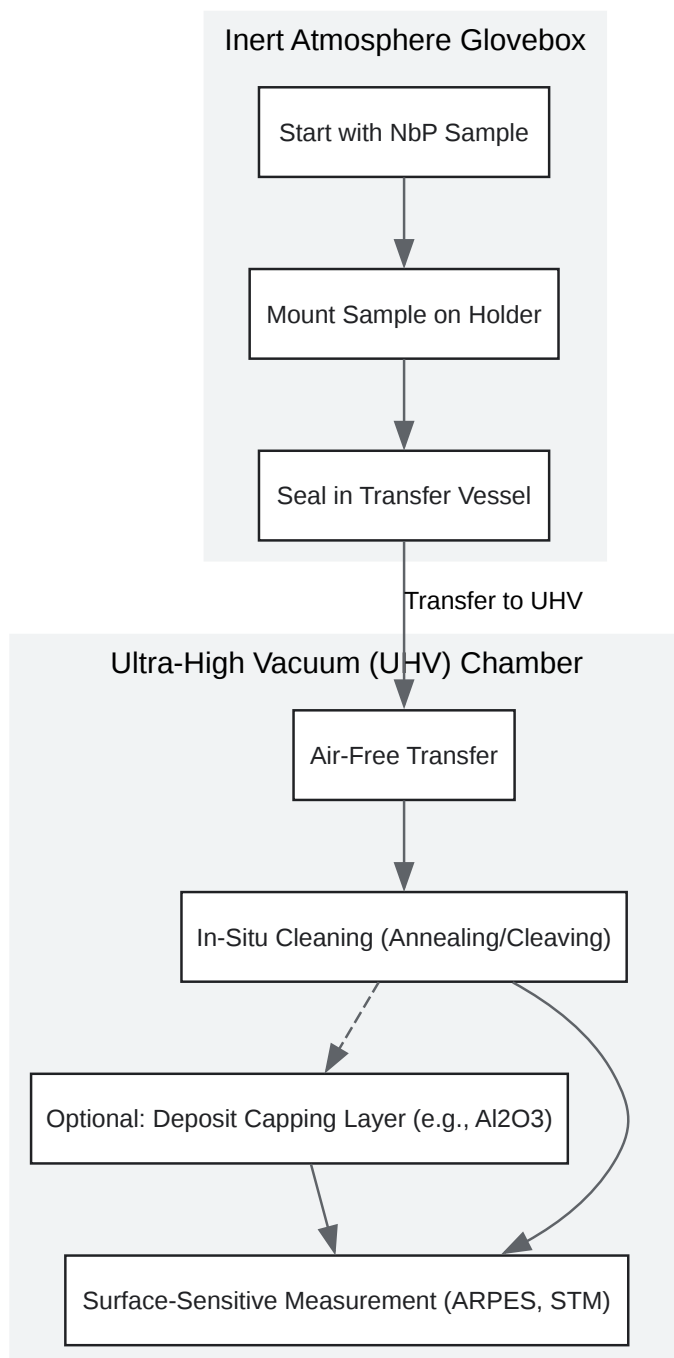 Inert Atmosphere Glovebox
Start with NbP Sample
Mount Sample on Holder
Seal in Transfer Vessel
Transfer to UHV
Ultra-High Vacuum (UHV) Chamber
Air-Free Transfer
In-Situ Cleaning (Annealing/Cleaving)
Optional: Deposit Capping Layer (e.g., Al2O3)
Surface-Sensitive Measurement (ARPES, STM)